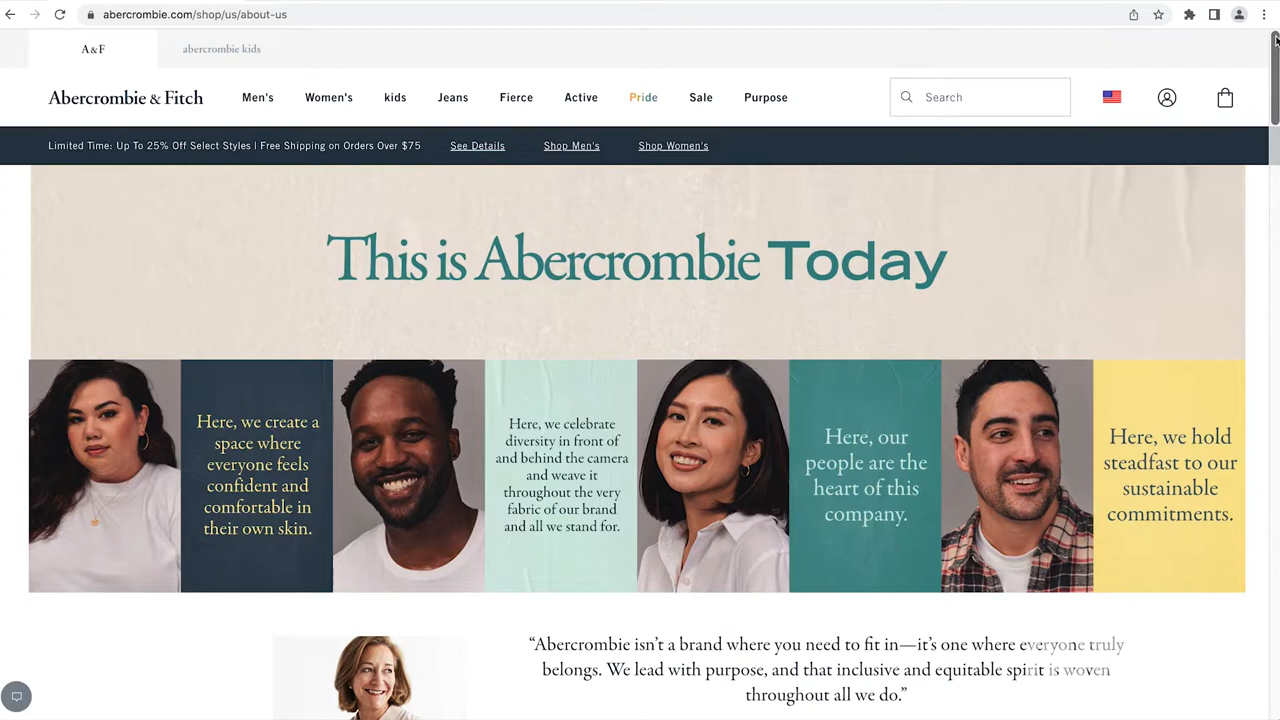 abercrombie.com/shop/us/about-us
A & F
abercrombie kids
Abercrombie & Fitch
Men's
Women's
kids
Jeans
Fierce
Active
Pride
Sale
Purpose
Search
Limited Time: Up To 25% Off Select Styles | Free Shipping on Orders Over $75
See Details
Shop Men's
Shop Women's
This is Abercrombie Today
Here, we create a
space where
everyone feels
confident and
comfortable in
their own skin.
Here, we celebrate
diversity in front of
and behind the camera
and weave it
throughout the very
fabric of our brand
and all we stand for.
Here, our
people are the
heart of this
company.
Here, we hold
steadfast to our
sustainable
commitments.
“Abercrombie isn’t a brand where you need to fit in—it’s one where everyone truly
belongs. We lead with purpose, and that inclusive and equitable spirit is woven
throughout all we do.”